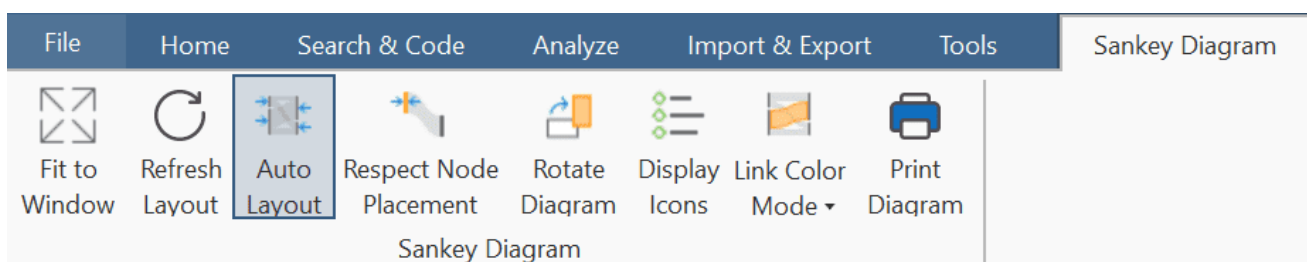 File Home Search & Code Analyze Import & Export Tools Sankey Diagram
Fit to Refresh Auto Respect Node Rotate Display Link Color Print
Window Layout Layout Placement Diagram Icons Mode Diagram
Sankey Diagram